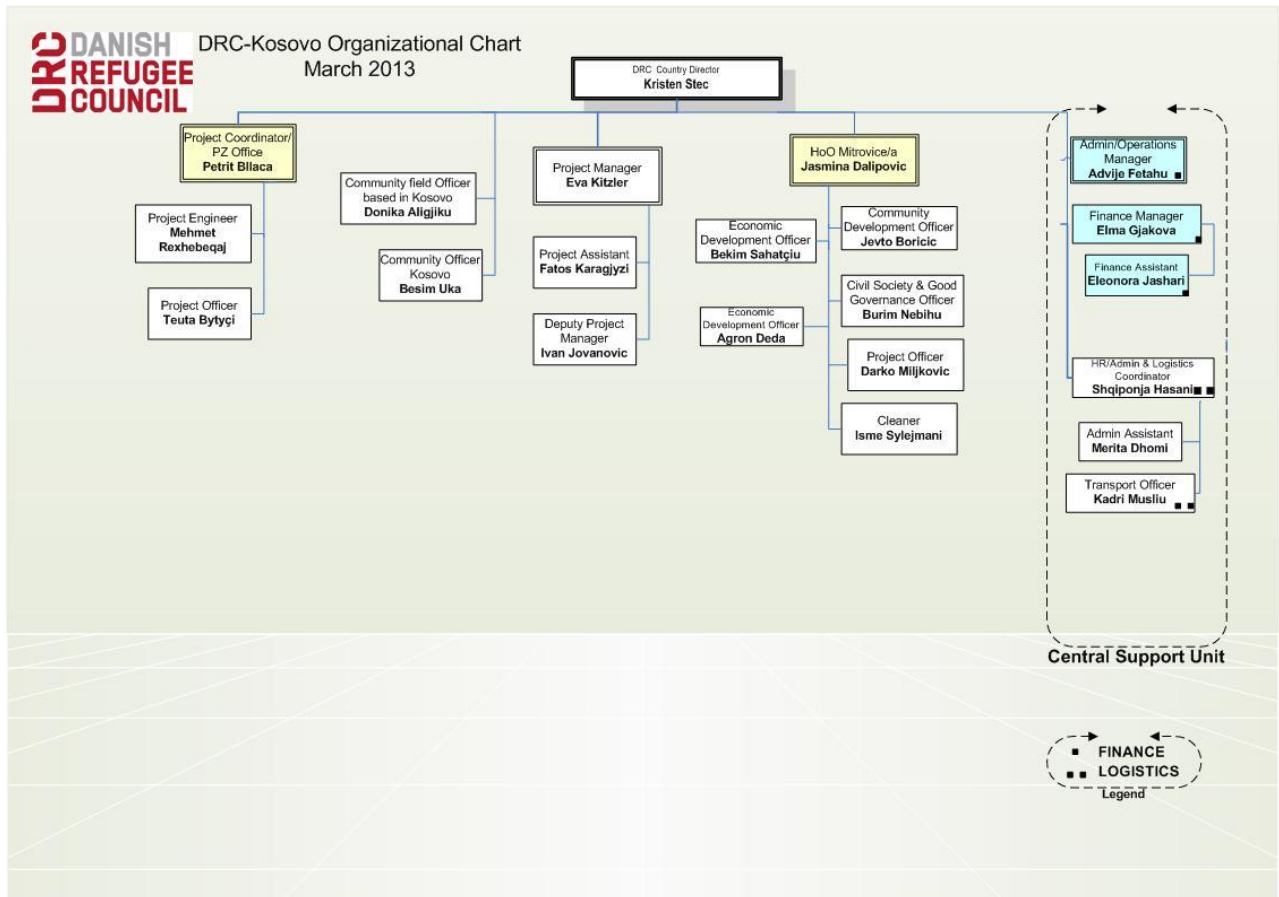 DRC DANISH
REFUGEE
COUNCIL
DRC-Kosovo Organizational Chart
March 2013
DRC Country Director
Kristen Stec
Project Coordinator/
PZ Office
Petrit Bllaca
Project Engineer
Mehmet
Rexhebeqaj
Project Officer
Teuta Bytyçi
Community field Officer
based in Kosovo
Donika Aligjiku
Community Officer
Kosovo
Besim Uka
Project Manager
Eva Kitzler
Project Assistant
Fatos Karagjyzi
Deputy Project
Manager
Ivan Jovanovic
HoO Mitrovice/a
Jasmina Dalipovic
Economic
Development Officer
Bekim Sahatçiu
Economic
Development Officer
Agron Deda
Community
Development Officer
Jevto Boricic
Civil Society & Good
Governance Officer
Burim Nebihu
Project Officer
Darko Miljkovic
Cleaner
Isme Sylejmani
Admin/Operations
Manager
Advije Fetahu
Finance Manager
Elma Gjakova
Finance Assistant
Eleonora Jashari
HR/Admin & Logistics
Coordinator
Shqiponja Hasani
Admin Assistant
Merita Dhomi
Transport Officer
Kadri Musliu
Central Support Unit
FINANCE
LOGISTICS
Legend